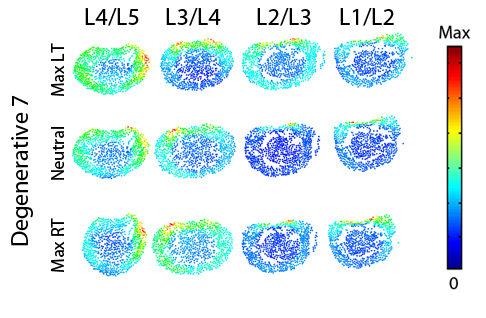 L4/L5 L3/L4 L2/L3 L1/L2
Max
Degenerative 7
Max LT
Neutral
Max RT
0